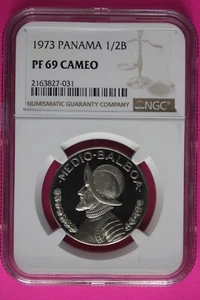 1973 PANAMA 1/2B
PF 69 CAMEO
2163827-031
NUMISMATIC GUARANTY COMPANY
NGC
MEDIO·BALBOA